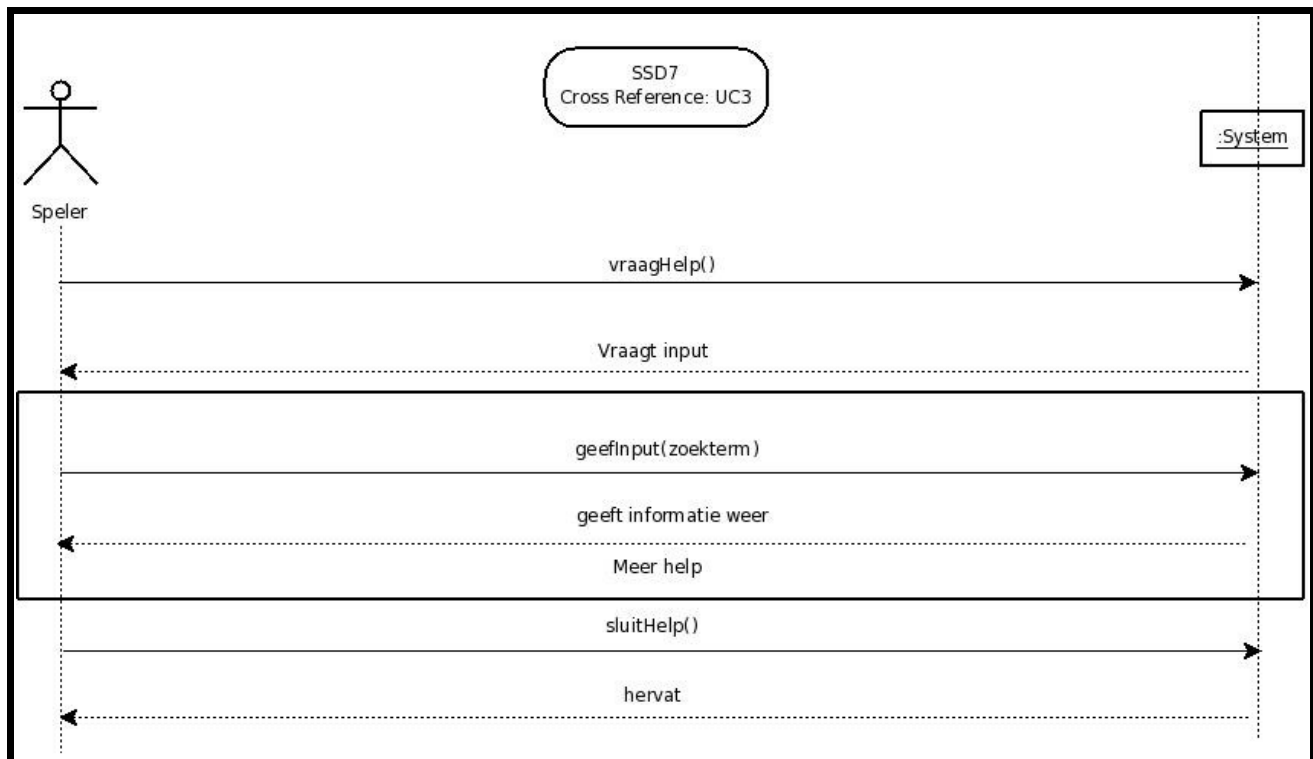 SSD7
Cross Reference: UC3
:System
Speler
vraagHelp()
Vraagt input
geefInput(zoekterm)
geeft informatie weer
Meer help
sluitHelp()
hervat